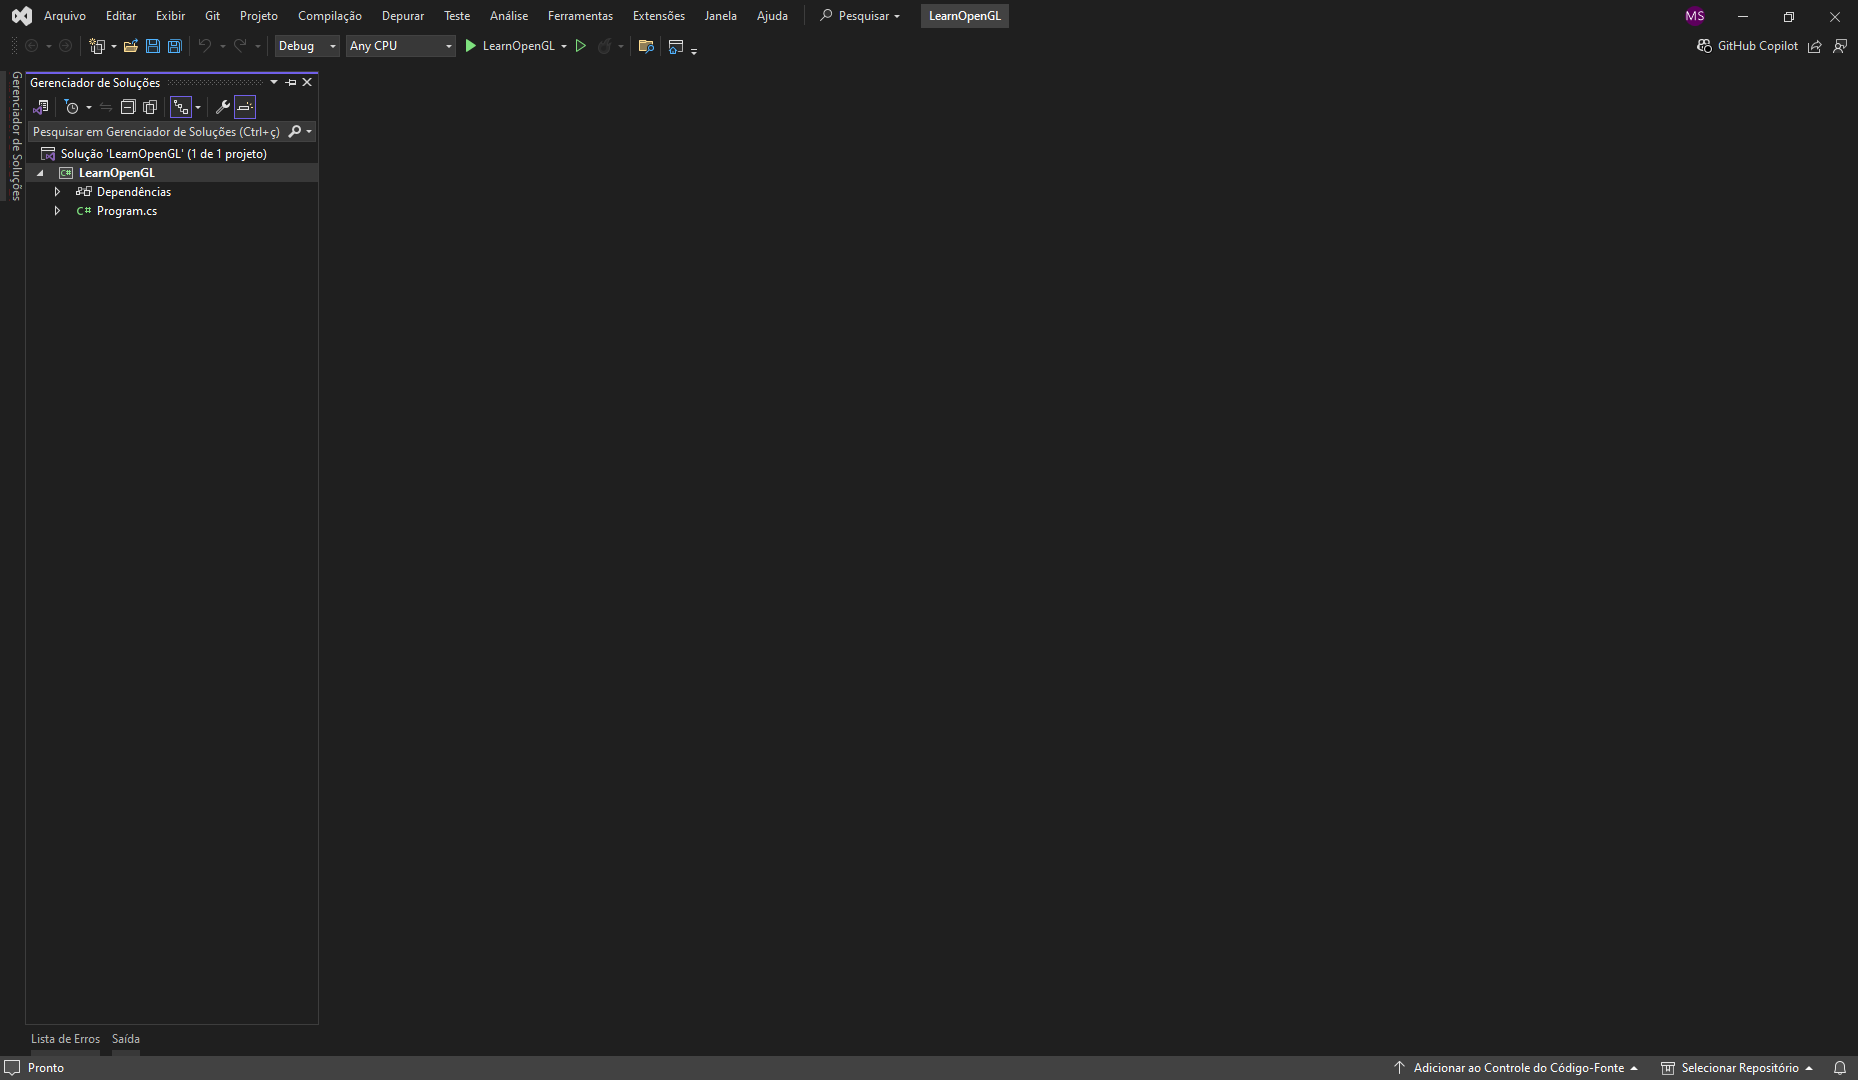 Arquivo Editar Exibir Git Projeto Compilação Depurar Teste Análise Ferramentas Extensões Janela Ajuda Pesquisar LearnOpenGL MS
Debug Any CPU LearnOpenGL GitHub Copilot
Gerenciador de Soluções
Gerenciador de Soluções
Pesquisar em Gerenciador de Soluções (Ctrl+ç)
Solução 'LearnOpenGL' (1 de 1 projeto)
C# LearnOpenGL
Dependências
C# Program.cs
Lista de Erros Saída
Pronto Adicionar ao Controle do Código-Fonte Selecionar Repositório